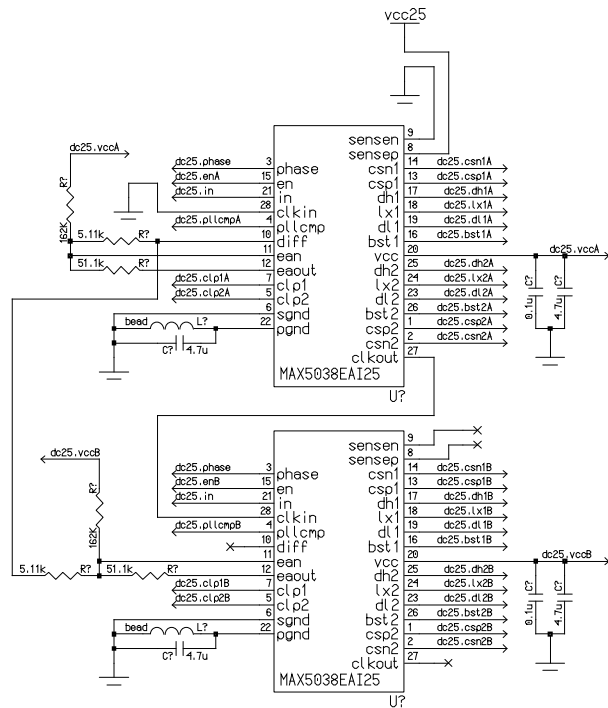 vcc25
sensen 9
sensep 8
dc25.vccA
dc25.phase 3 phase csn1 14 dc25.csn1A
dc25.enA 15 en csp1 13 dc25.csp1A
dc25.in 21 in dh1 17 dc25.dh1A
28 clkin lx1 18 dc25.lx1A
dc25.pllcmpA 4 pllcmp dl1 19 dc25.dl1A
5.11k R? 10 diff bst1 16 dc25.bst1A
R? 162K
11 ean vcc 20 dc25.vccA
51.1k R? 12 eaout dh2 25 dc25.dh2A
dc25.clp1A 7 clp1 lx2 24 dc25.lx2A
dc25.clp2A 5 clp2 dl2 23 dc25.dl2A
6 sgnd bst2 26 dc25.bst2A
bead L? 22 pgnd csp2 1 dc25.csp2A
csn2 2 dc25.csn2A
C? 4.7u
clkout 27
0.1u C?
4.7u C?
MAX5038EAI25
U?
sensen 9
sensep 8
dc25.vccB
dc25.phase 3 phase csn1 14 dc25.csn1B
dc25.enB 15 en csp1 13 dc25.csp1B
dc25.in 21 in dh1 17 dc25.dh1B
28 clkin lx1 18 dc25.lx1B
dc25.pllcmpB 4 pllcmp dl1 19 dc25.dl1B
R? 162K
10 diff bst1 16 dc25.bst1B
11 ean vcc 20 dc25.vccB
5.11k R? 51.1k R? 12 eaout dh2 25 dc25.dh2B
dc25.clp1B 7 clp1 lx2 24 dc25.lx2B
dc25.clp2B 5 clp2 dl2 23 dc25.dl2B
6 sgnd bst2 26 dc25.bst2B
bead L? 22 pgnd csp2 1 dc25.csp2B
csn2 2 dc25.csn2B
C? 4.7u
clkout 27
0.1u C?
4.7u C?
MAX5038EAI25
U?